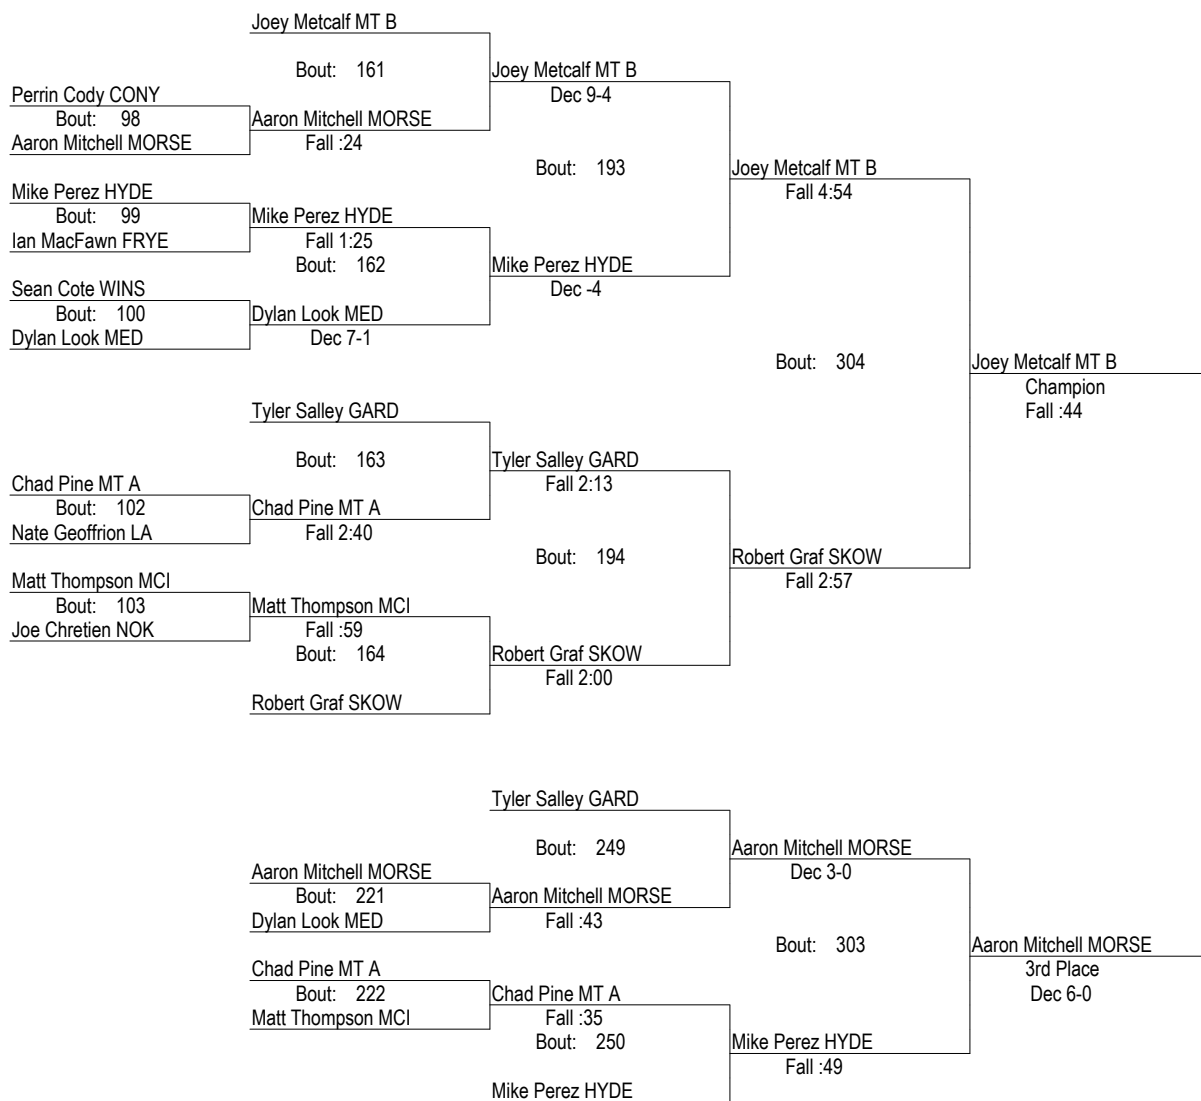 Joey Metcalf MT B
Bout: 161
Joey Metcalf MT B
Perrin Cody CONY
Dec 9-4
Bout: 98
Aaron Mitchell MORSE
Aaron Mitchell MORSE
Fall :24
Bout: 193
Joey Metcalf MT B
Mike Perez HYDE
Fall 4:54
Bout: 99
Mike Perez HYDE
Ian MacFawn FRYE
Fall 1:25
Bout: 162
Mike Perez HYDE
Sean Cote WINS
Dec -4
Bout: 100
Dylan Look MED
Dylan Look MED
Dec 7-1
Bout: 304
Joey Metcalf MT B
Champion
Fall :44
Tyler Salley GARD
Bout: 163
Tyler Salley GARD
Chad Pine MT A
Fall 2:13
Bout: 102
Chad Pine MT A
Nate Geoffrion LA
Fall 2:40
Bout: 194
Robert Graf SKOW
Matt Thompson MCI
Fall 2:57
Bout: 103
Matt Thompson MCI
Joe Chretien NOK
Fall :59
Bout: 164
Robert Graf SKOW
Fall 2:00
Robert Graf SKOW
Tyler Salley GARD
Bout: 249
Aaron Mitchell MORSE
Aaron Mitchell MORSE
Dec 3-0
Bout: 221
Aaron Mitchell MORSE
Dylan Look MED
Fall :43
Bout: 303
Aaron Mitchell MORSE
Chad Pine MT A
3rd Place
Bout: 222
Chad Pine MT A
Dec 6-0
Matt Thompson MCI
Fall :35
Bout: 250
Mike Perez HYDE
Fall :49
Mike Perez HYDE